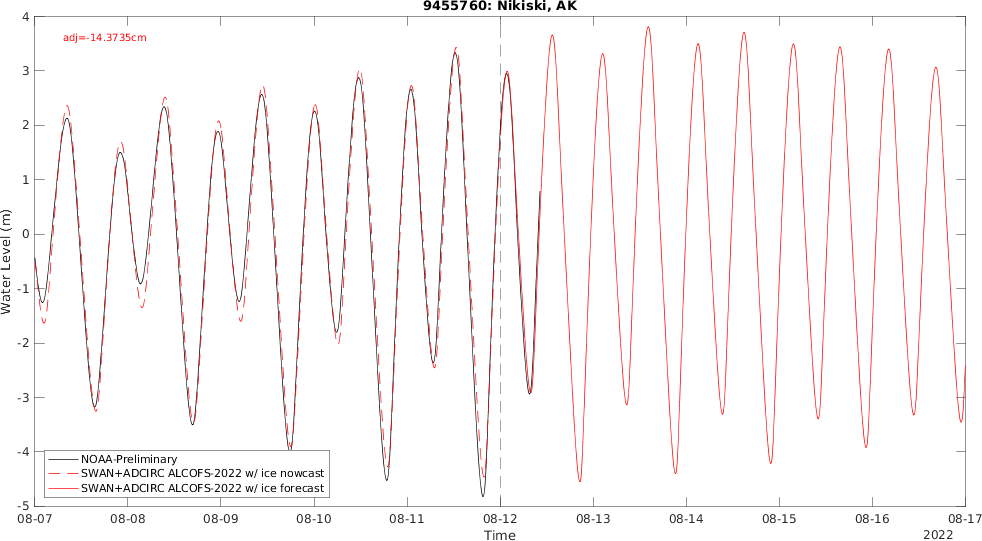 9455760: Nikiski, AK
adj=-14.3735cm
Water Level (m)
4
3
2
1
0
-1
-2
-3
-4
-5
NOAA-Preliminary
SWAN+ADCIRC ALCOFS-2022 w/ ice nowcast
SWAN+ADCIRC ALCOFS-2022 w/ ice forecast
08-07 08-08 08-09 08-10 08-11 08-12 08-13 08-14 08-15 08-16 08-17
Time
2022